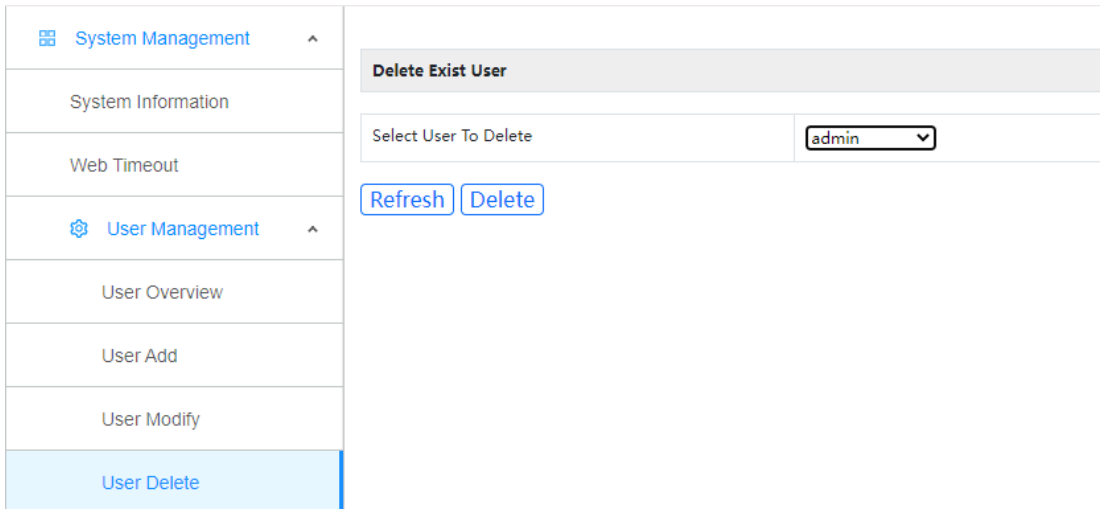 System Management
System Information
Web Timeout
User Management
User Overview
User Add
User Modify
User Delete
Delete Exist User
Select User To Delete
admin
Refresh
Delete